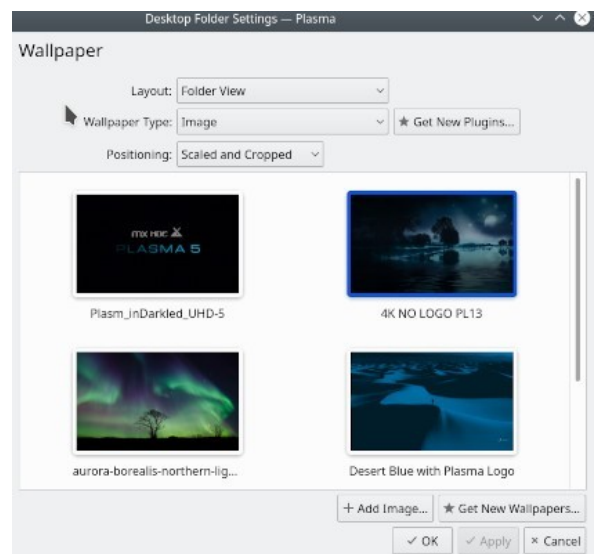 Desktop Folder Settings — Plasma
Wallpaper
Layout: Folder View
Wallpaper Type: Image ★ Get New Plugins...
Positioning: Scaled and Cropped
PLASMA 5
Plasm_inDarkled_UHD-5 4K NO LOGO PL13
aurora-borealis-northern-lig... Desert Blue with Plasma Logo
+ Add Image... ★ Get New Wallpapers...
✓ OK ✓ Apply × Cancel